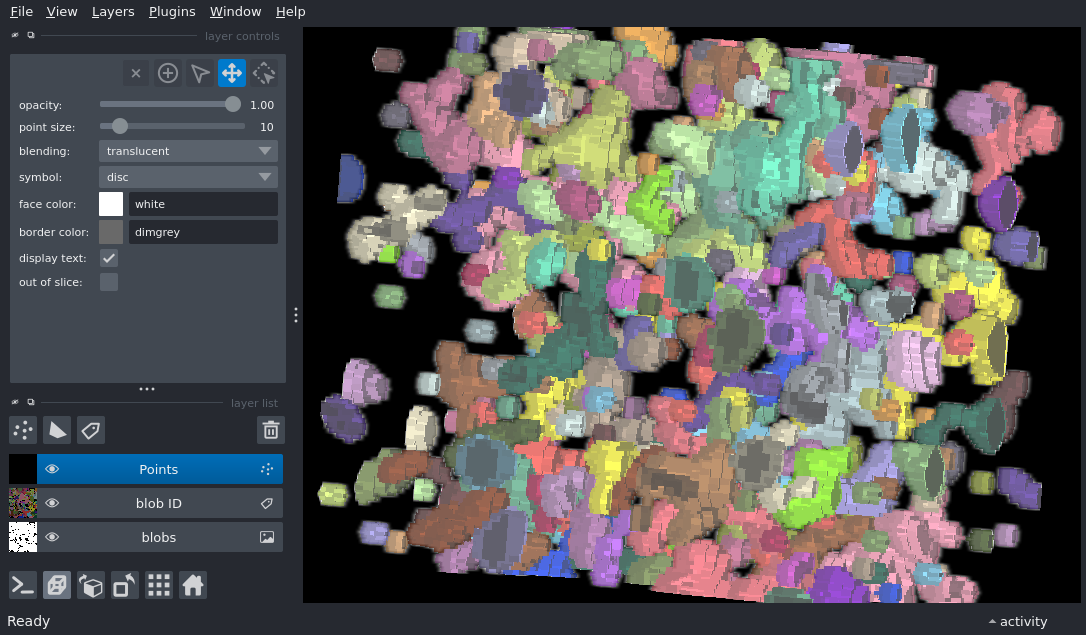 File View Layers Plugins Window Help
layer controls
opacity: 1.00
point size: 10
blending: translucent
symbol: disc
face color: white
border color: dimgrey
display text:
out of slice:
layer list
Points
blob ID
blobs
Ready
activity